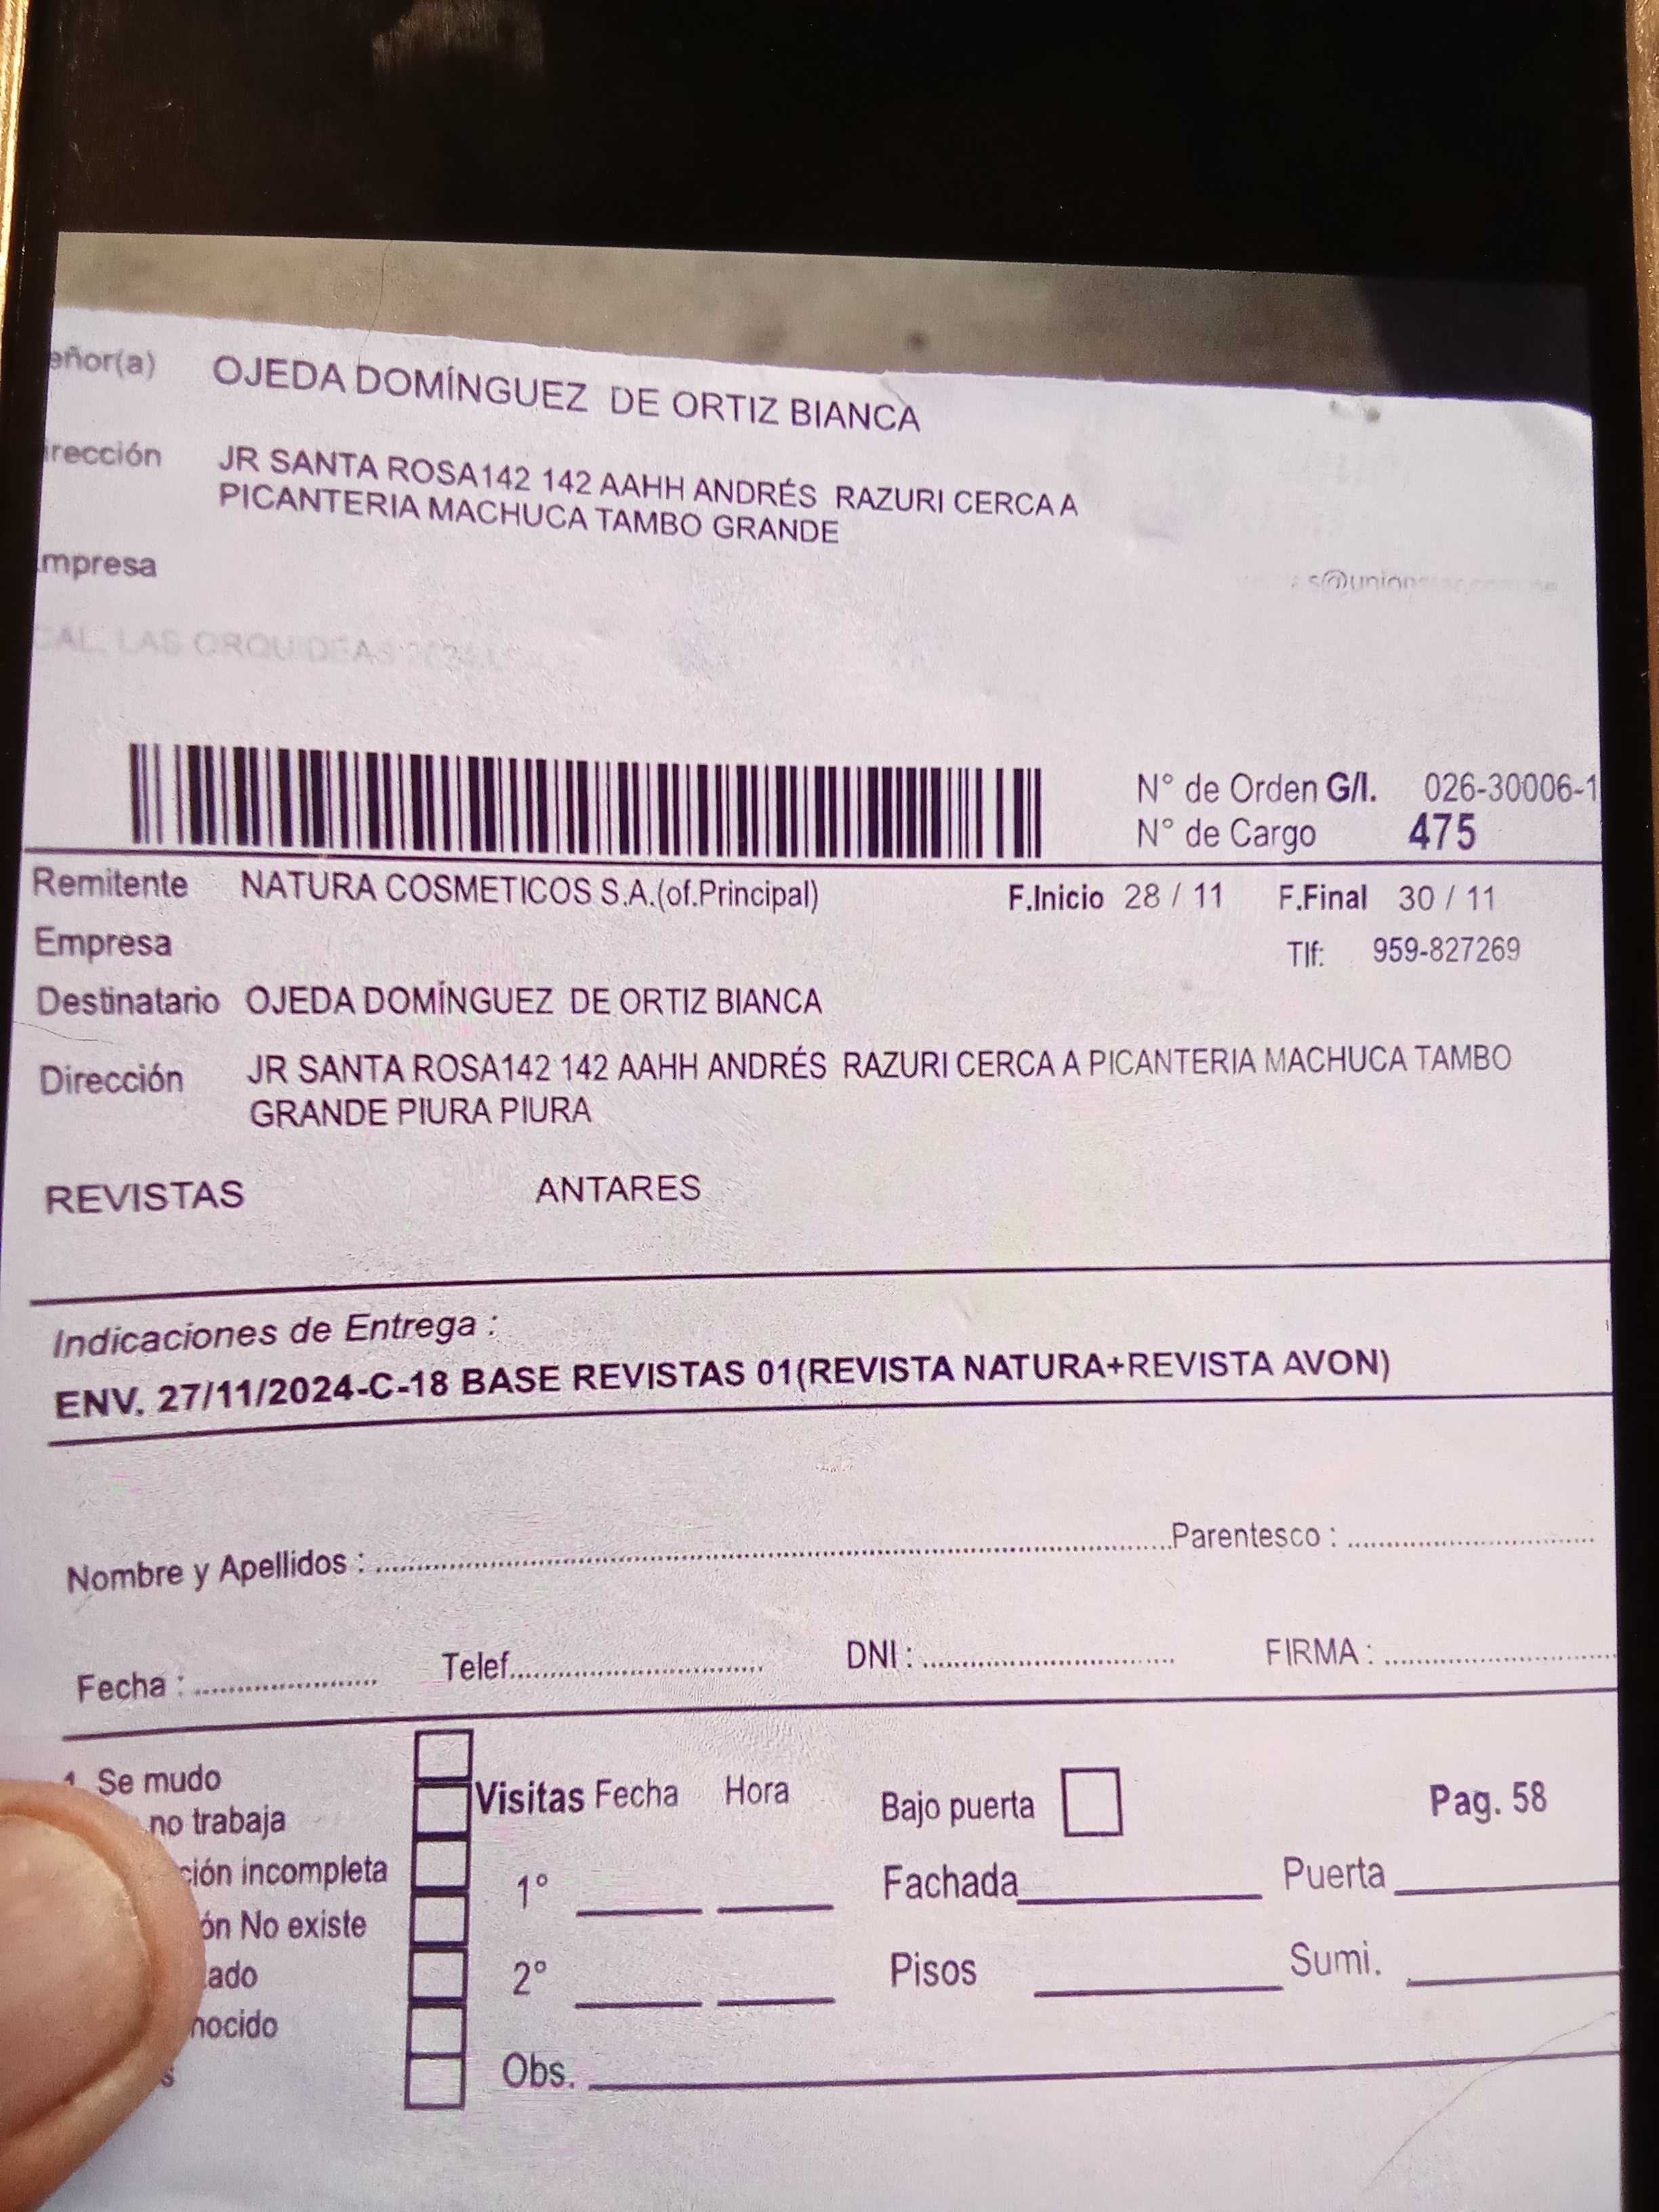 eñor(a) OJEDA DOMÍNGUEZ DE ORTIZ BIANCA
irección JR SANTA ROSA142 142 AAHH ANDRÉS RAZURI CERCA A
PICANTERIA MACHUCA TAMBO GRANDE
mpresa
CAL. LAS ORQUIDEAS
N° de Orden G/I. 026-30006-1
N° de Cargo 475
Remitente NATURA COSMETICOS S.A.(of.Principal) F.Inicio 28 / 11 F.Final 30 / 11
Empresa Tlf: 959-827269
Destinatario OJEDA DOMÍNGUEZ DE ORTIZ BIANCA
Dirección JR SANTA ROSA142 142 AAHH ANDRÉS RAZURI CERCA A PICANTERIA MACHUCA TAMBO
GRANDE PIURA PIURA
REVISTAS ANTARES
Indicaciones de Entrega :
ENV. 27/11/2024-C-18 BASE REVISTAS 01(REVISTA NATURA+REVISTA AVON)
Nombre y Apellidos : Parentesco :
Fecha : Telef. DNI : FIRMA :
Se mudo
no trabaja
Visitas Fecha Hora Bajo puerta Pag. 58
ción incompleta 1° Fachada Puerta
ón No existe
ado 2° Pisos Sumi.
nocido
s Obs.